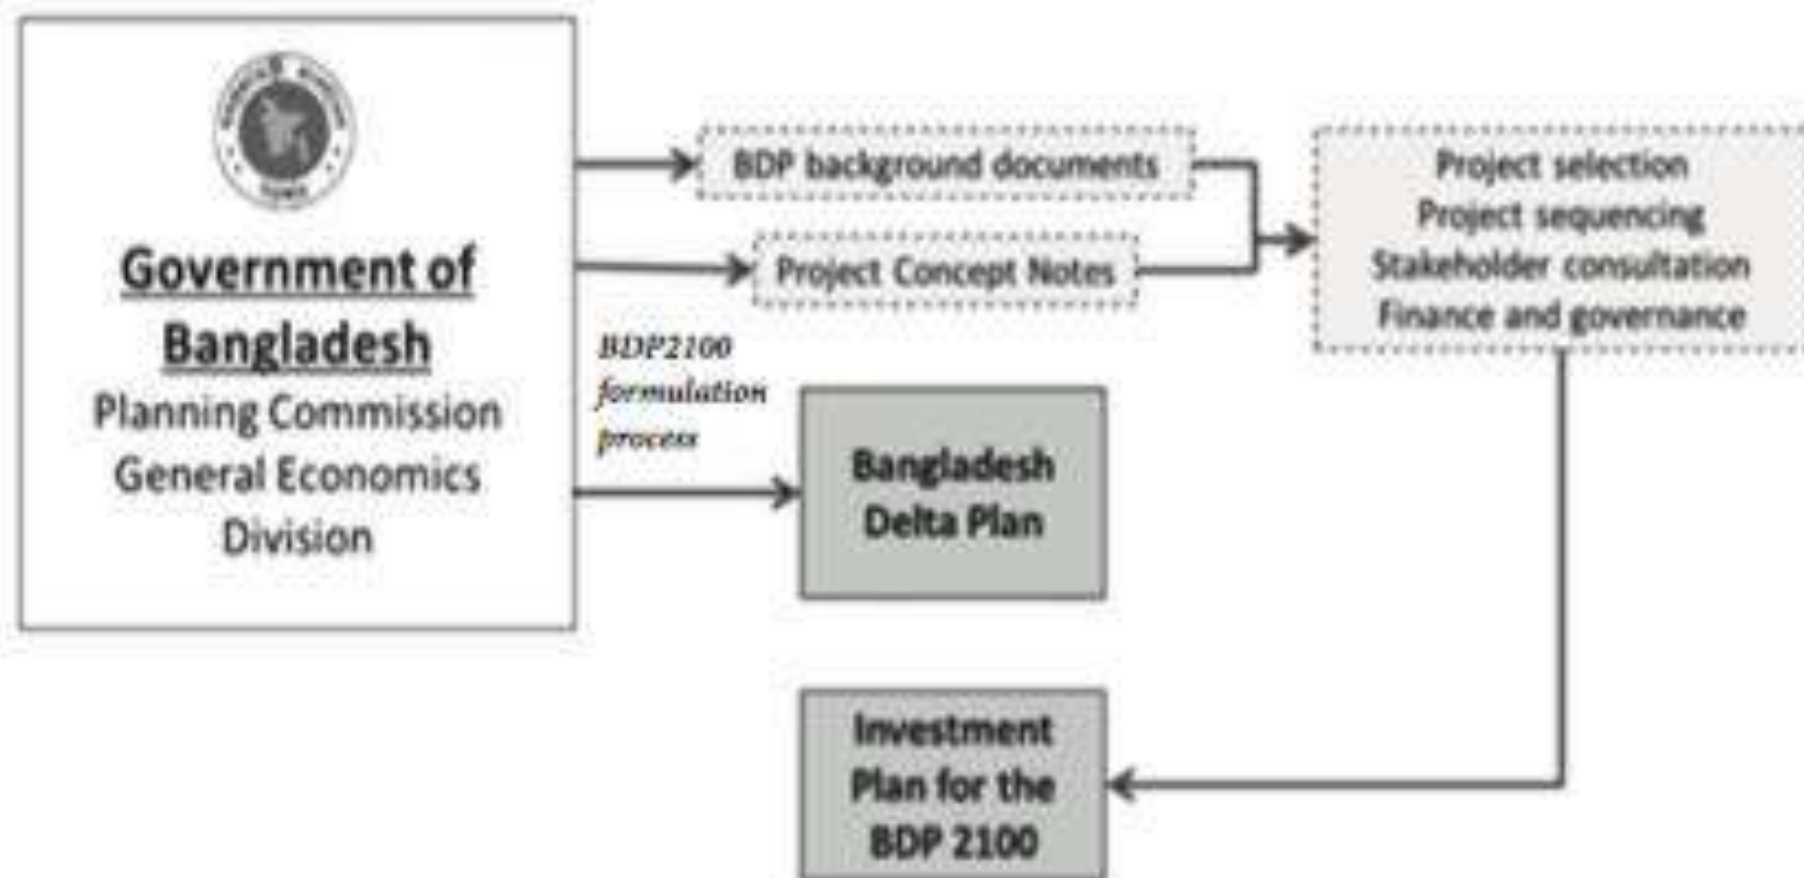 Government of
Bangladesh
Planning Commission
General Economics
Division
BDP background documents
Project Concept Notes
BDP2100
formulation
process
Bangladesh
Delta Plan
Project selection
Project sequencing
Stakeholder consultation
Finance and governance
Investment
Plan for the
BDP 2100